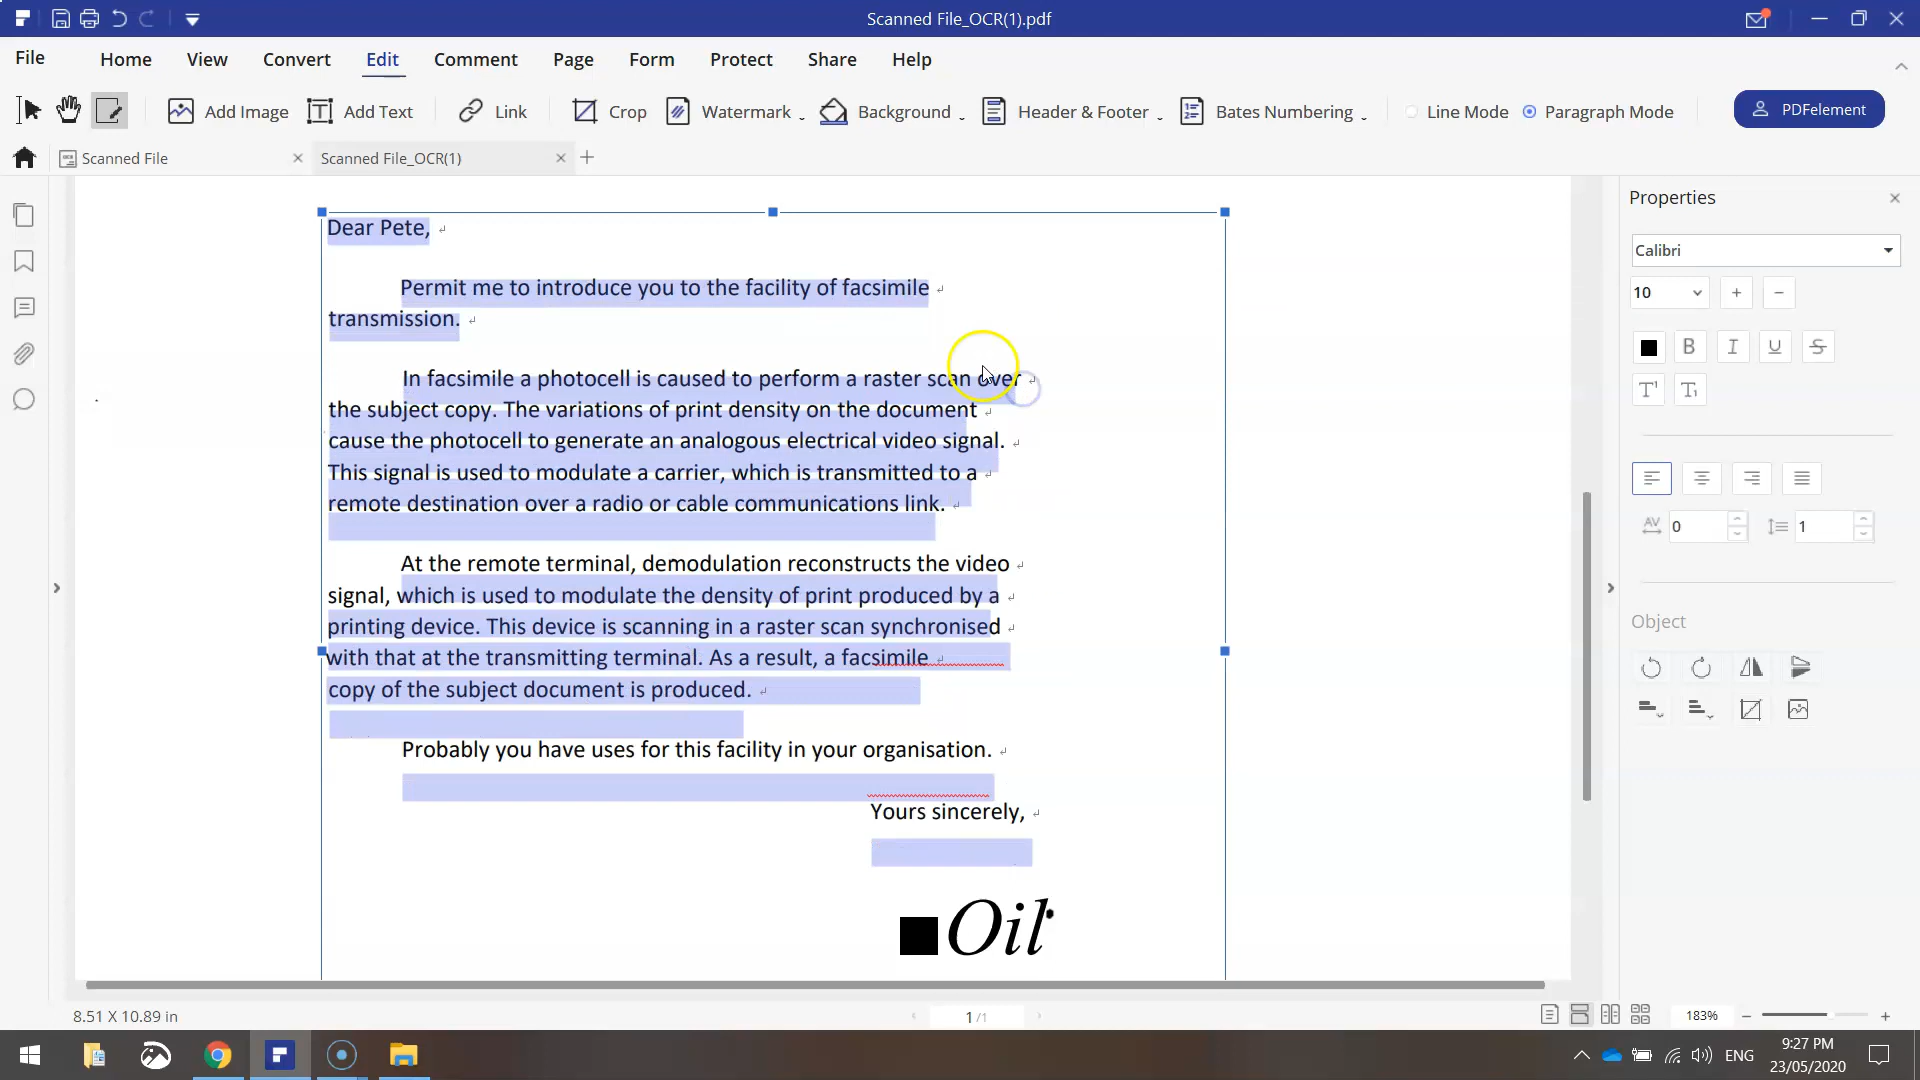 Scanned File_OCR(1).pdf
File Home View Convert Edit Comment Page Form Protect Share Help
Add Image Add Text Link Crop Watermark Background Header & Footer Bates Numbering Line Mode Paragraph Mode PDFelement
Scanned File Scanned File_OCR(1)
Dear Pete,
Permit me to introduce you to the facility of facsimile
transmission.
In facsimile a photocell is caused to perform a raster scan over
the subject copy. The variations of print density on the document
cause the photocell to generate an analogous electrical video signal.
This signal is used to modulate a carrier, which is transmitted to a
remote destination over a radio or cable communications link.
At the remote terminal, demodulation reconstructs the video
signal, which is used to modulate the density of print produced by a
printing device. This device is scanning in a raster scan synchronised
with that at the transmitting terminal. As a result, a facsimile
copy of the subject document is produced.
Probably you have uses for this facility in your organisation.
Yours sincerely,
■Oil•
Properties
Calibri
10
0 1
Object
8.51 X 10.89 in
1 /1
183%
ENG
9:27 PM
23/05/2020